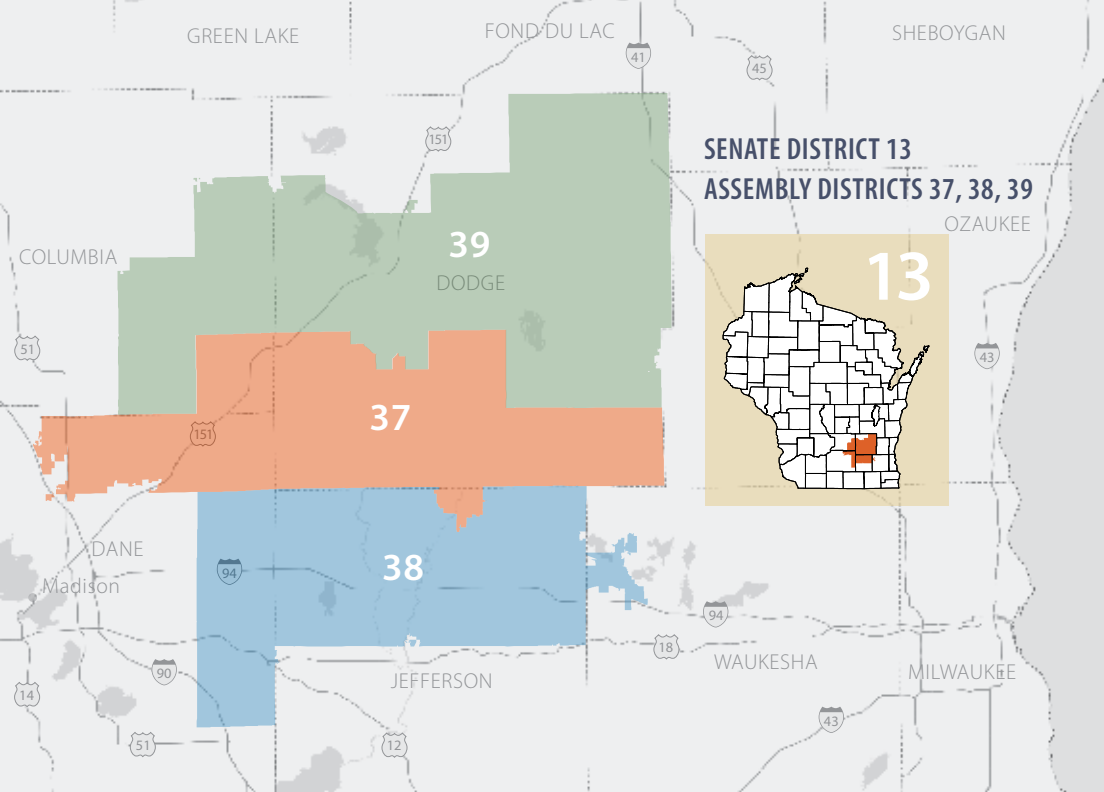 GREEN LAKE
FOND DU LAC
SHEBOYGAN
41
45
151
SENATE DISTRICT 13
ASSEMBLY DISTRICTS 37, 38, 39
OZAUKEE
COLUMBIA
39
DODGE
13
51
43
37
151
DANE
Madison
94
38
94
18
WAUKESHA
90
JEFFERSON
MILWAUKEE
14
51
12
43